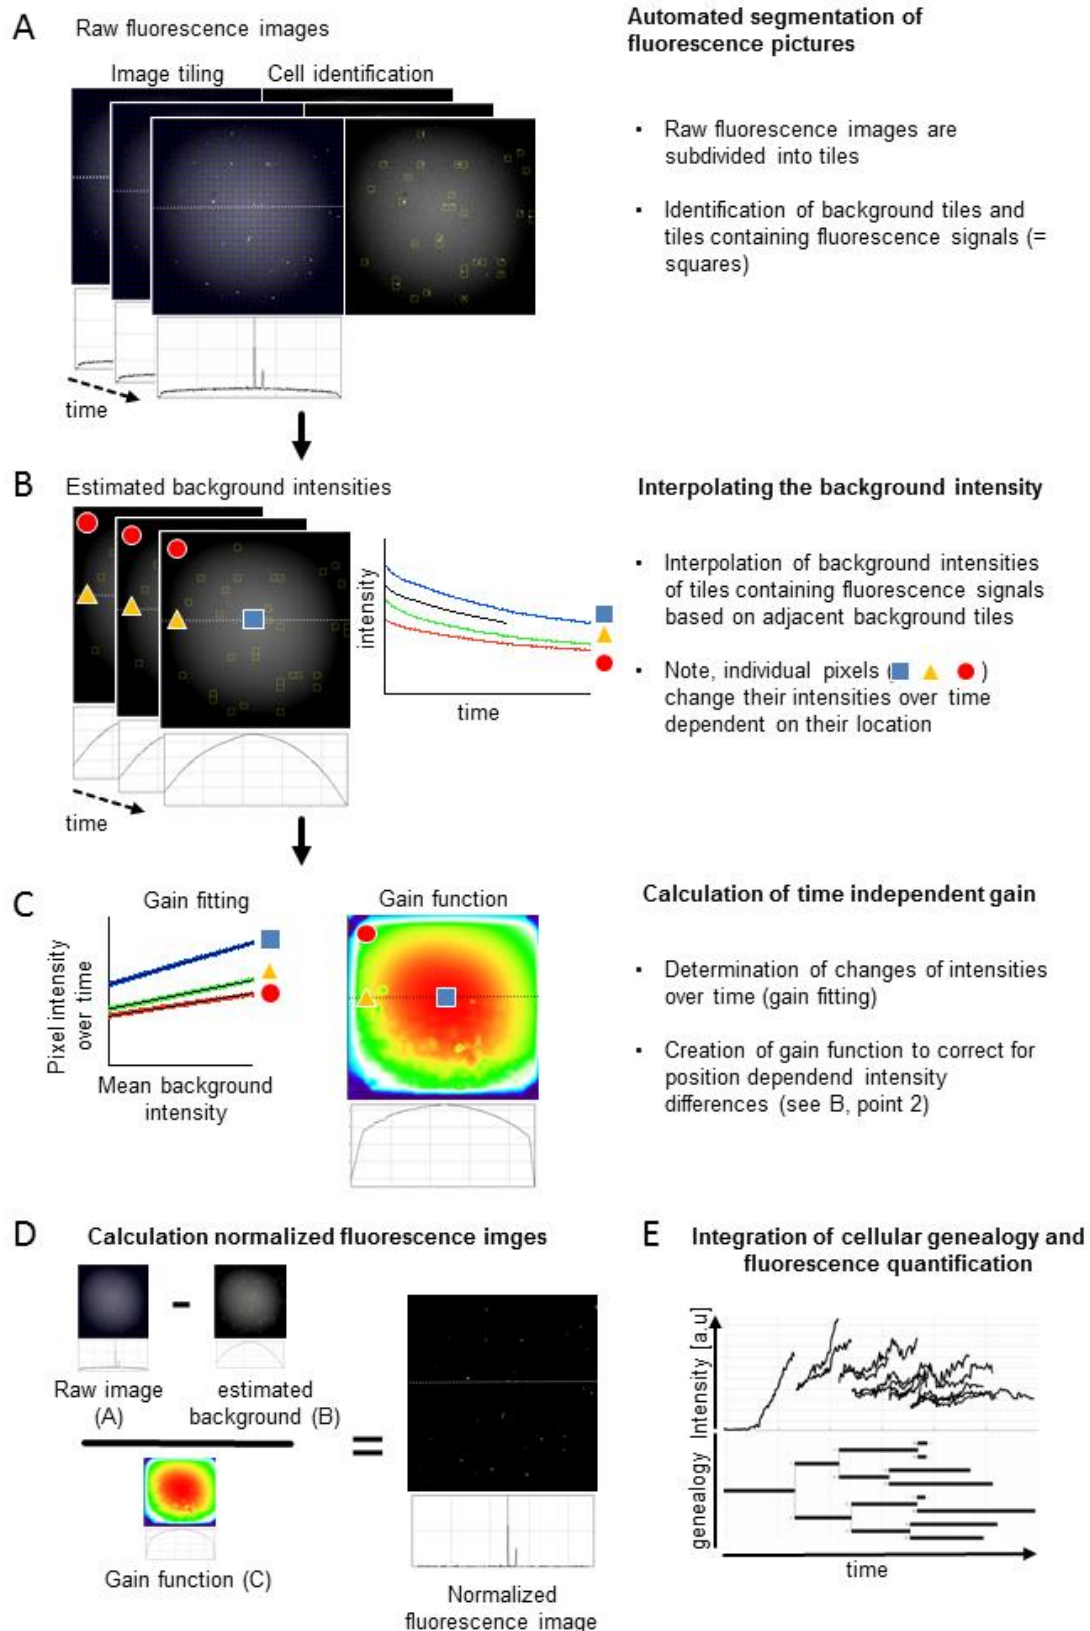 A
Raw fluorescence images
Image tiling
Cell identification
time
Automated segmentation of
fluorescence pictures
▪ Raw fluorescence images are
subdivided into tiles
▪ Identification of background tiles and
tiles containing fluorescence signals (=
squares)
B
Estimated background intensities
intensity
time
time
Interpolating the background intensity
▪ Interpolation of background intensities
of tiles containing fluorescence signals
based on adjacent background tiles
▪ Note, individual pixels ( )
change their intensities over time
dependent on their location
C
Gain fitting
Gain function
Pixel intensity
over time
Mean background
intensity
Calculation of time independent gain
▪ Determination of changes of intensities
over time (gain fitting)
▪ Creation of gain function to correct for
position dependend intensity
differences (see B, point 2)
D
Calculation normalized fluorescence imges
-
Raw image
(A)
estimated
background (B)
=
Gain function (C)
Normalized
fluorescence image
E
Integration of cellular genealogy and
fluorescence quantification
Intensity [a.u]
genealogy
time